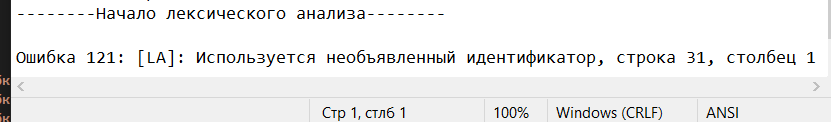 --------Начало лексического анализа--------
Ошибка 121: [LA]: Используется необъявленный идентификатор, строка 31, столбец 1
Стр 1, стлб 1 100% Windows (CRLF) ANSI